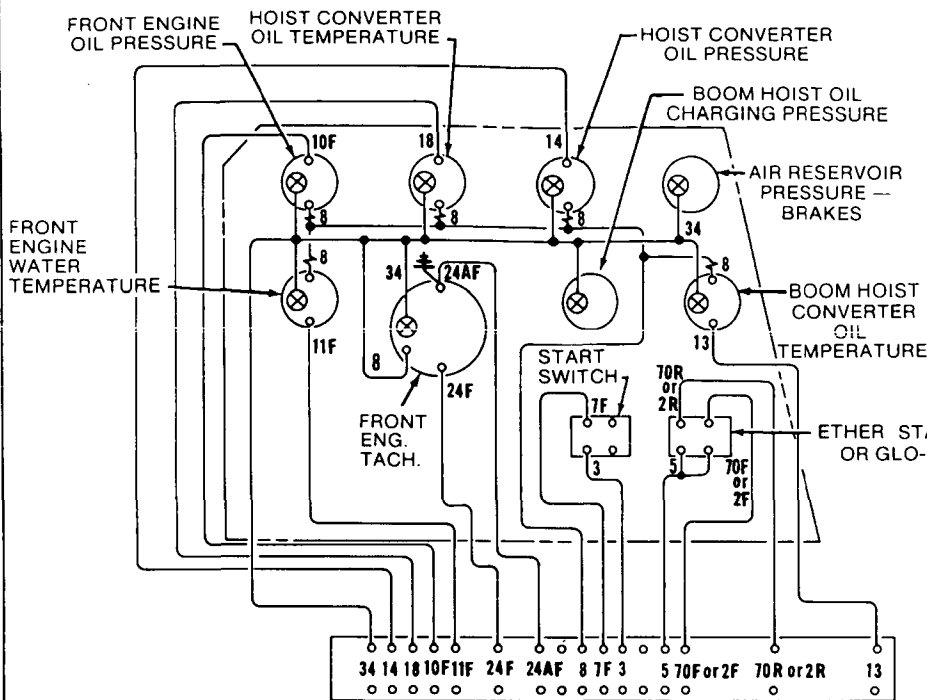 FRONT ENGINE
OIL PRESSURE
HOIST CONVERTER
OIL TEMPERATURE
HOIST CONVERTER
OIL PRESSURE
BOOM HOIST OIL
CHARGING PRESSURE
10F
18
14
AIR RESERVOIR
PRESSURE —
BRAKES
8
8
8
34
FRONT
ENGINE
WATER
TEMPERATURE
8
34
24AF
8
BOOM HOIST
CONVERTER
OIL
TEMPERATURE
11F
13
8
24F
START
SWITCH
70R
or
2R
7F
FRONT
ENG.
TACH.
ETHER STA
OR GLO-
3
5
70F
or
2F
34 14 18 10F 11F 24F 24AF 8 7F 3 5 70F or 2F 70R or 2R 13